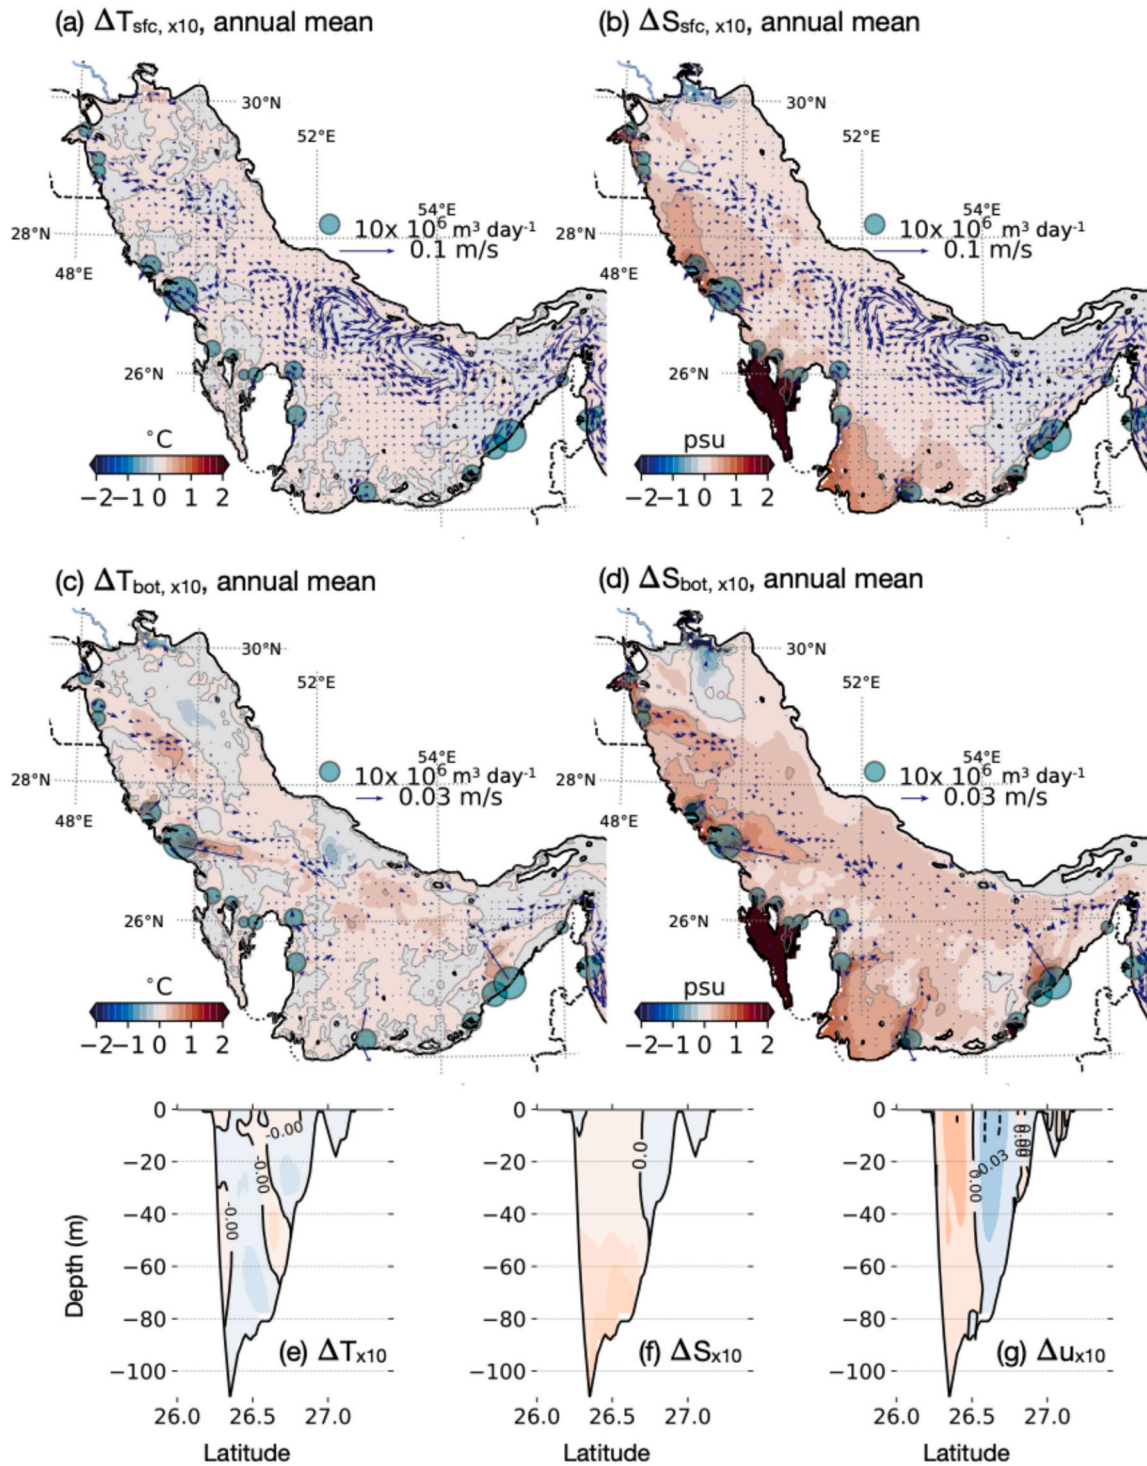 (a) ΔTsfc, x10, annual mean
(b) ΔSsfc, x10, annual mean
30°N
52°E
54°E
10x 10⁶ m³ day⁻¹
0.1 m/s
28°N
48°E
26°N
°C
−2 −1 0 1 2
30°N
52°E
54°E
10x 10⁶ m³ day⁻¹
0.1 m/s
28°N
48°E
26°N
psu
−2 −1 0 1 2
(c) ΔTbot, x10, annual mean
(d) ΔSbot, x10, annual mean
30°N
52°E
54°E
10x 10⁶ m³ day⁻¹
0.03 m/s
28°N
48°E
26°N
°C
−2 −1 0 1 2
30°N
52°E
54°E
10x 10⁶ m³ day⁻¹
0.03 m/s
28°N
48°E
26°N
psu
−2 −1 0 1 2
Depth (m)
0
−20
−40
−60
−80
−100
-0.00
-0.00
-0.00
(e) ΔTx10
26.0 26.5 27.0
Latitude
0
−20
−40
−60
−80
−100
0.0
(f) ΔSx10
26.0 26.5 27.0
Latitude
0
−20
−40
−60
−80
−100
0.00
-0.03
(g) Δux10
26.0 26.5 27.0
Latitude